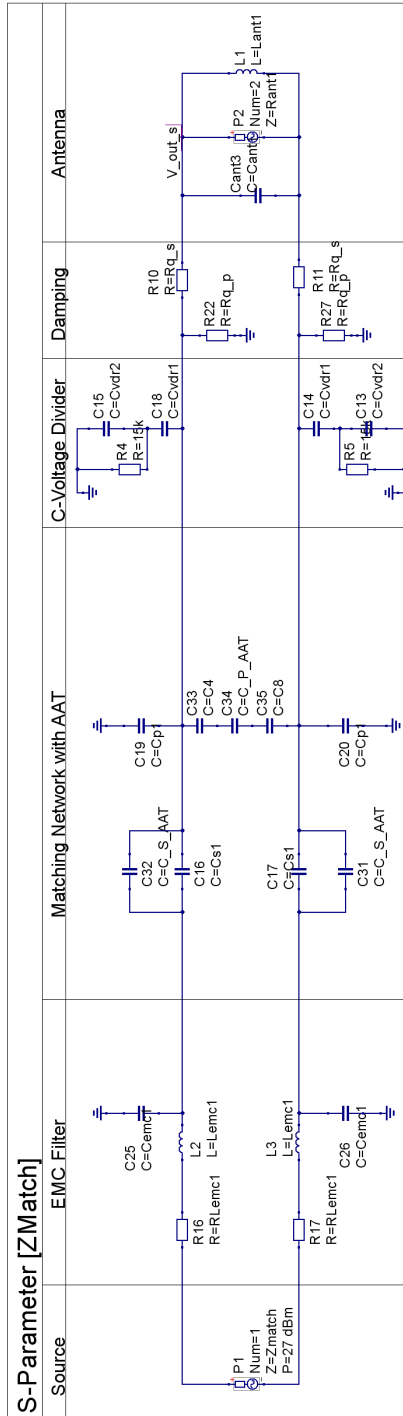 S-Parameter [ZMatch]
Source
EMC Filter
Matching Network with AAT
C-Voltage Divider
Damping
Antenna
P1
Num=1
Z=Zmatch
P=27 dBm
R16
R=RLemc1
L2
L=Lemc1
C25
C=Cemc1
R17
R=RLemc1
L3
L=Lemc1
C26
C=Cemc1
C32
C=C_S_AAT
C16
C=Cs1
C17
C=Cs1
C31
C=C_S_AAT
C19
C=Cp1
C33
C=C4
C34
C=C_P_AAT
C35
C=C8
C20
C=Cp1
C15
C=Cvdr2
R4
R=15k
C18
C=Cvdr1
C14
C=Cvdr1
C13
C=Cvdr2
R5
R=15k
R10
R=Rq_s
R22
R=Rq_p
R11
R=Rq_s
R27
R=Rq_p
V_out_s
Cant3
C=Cant
P2
Num=2
Z=Rant1
L1
L=Lant1